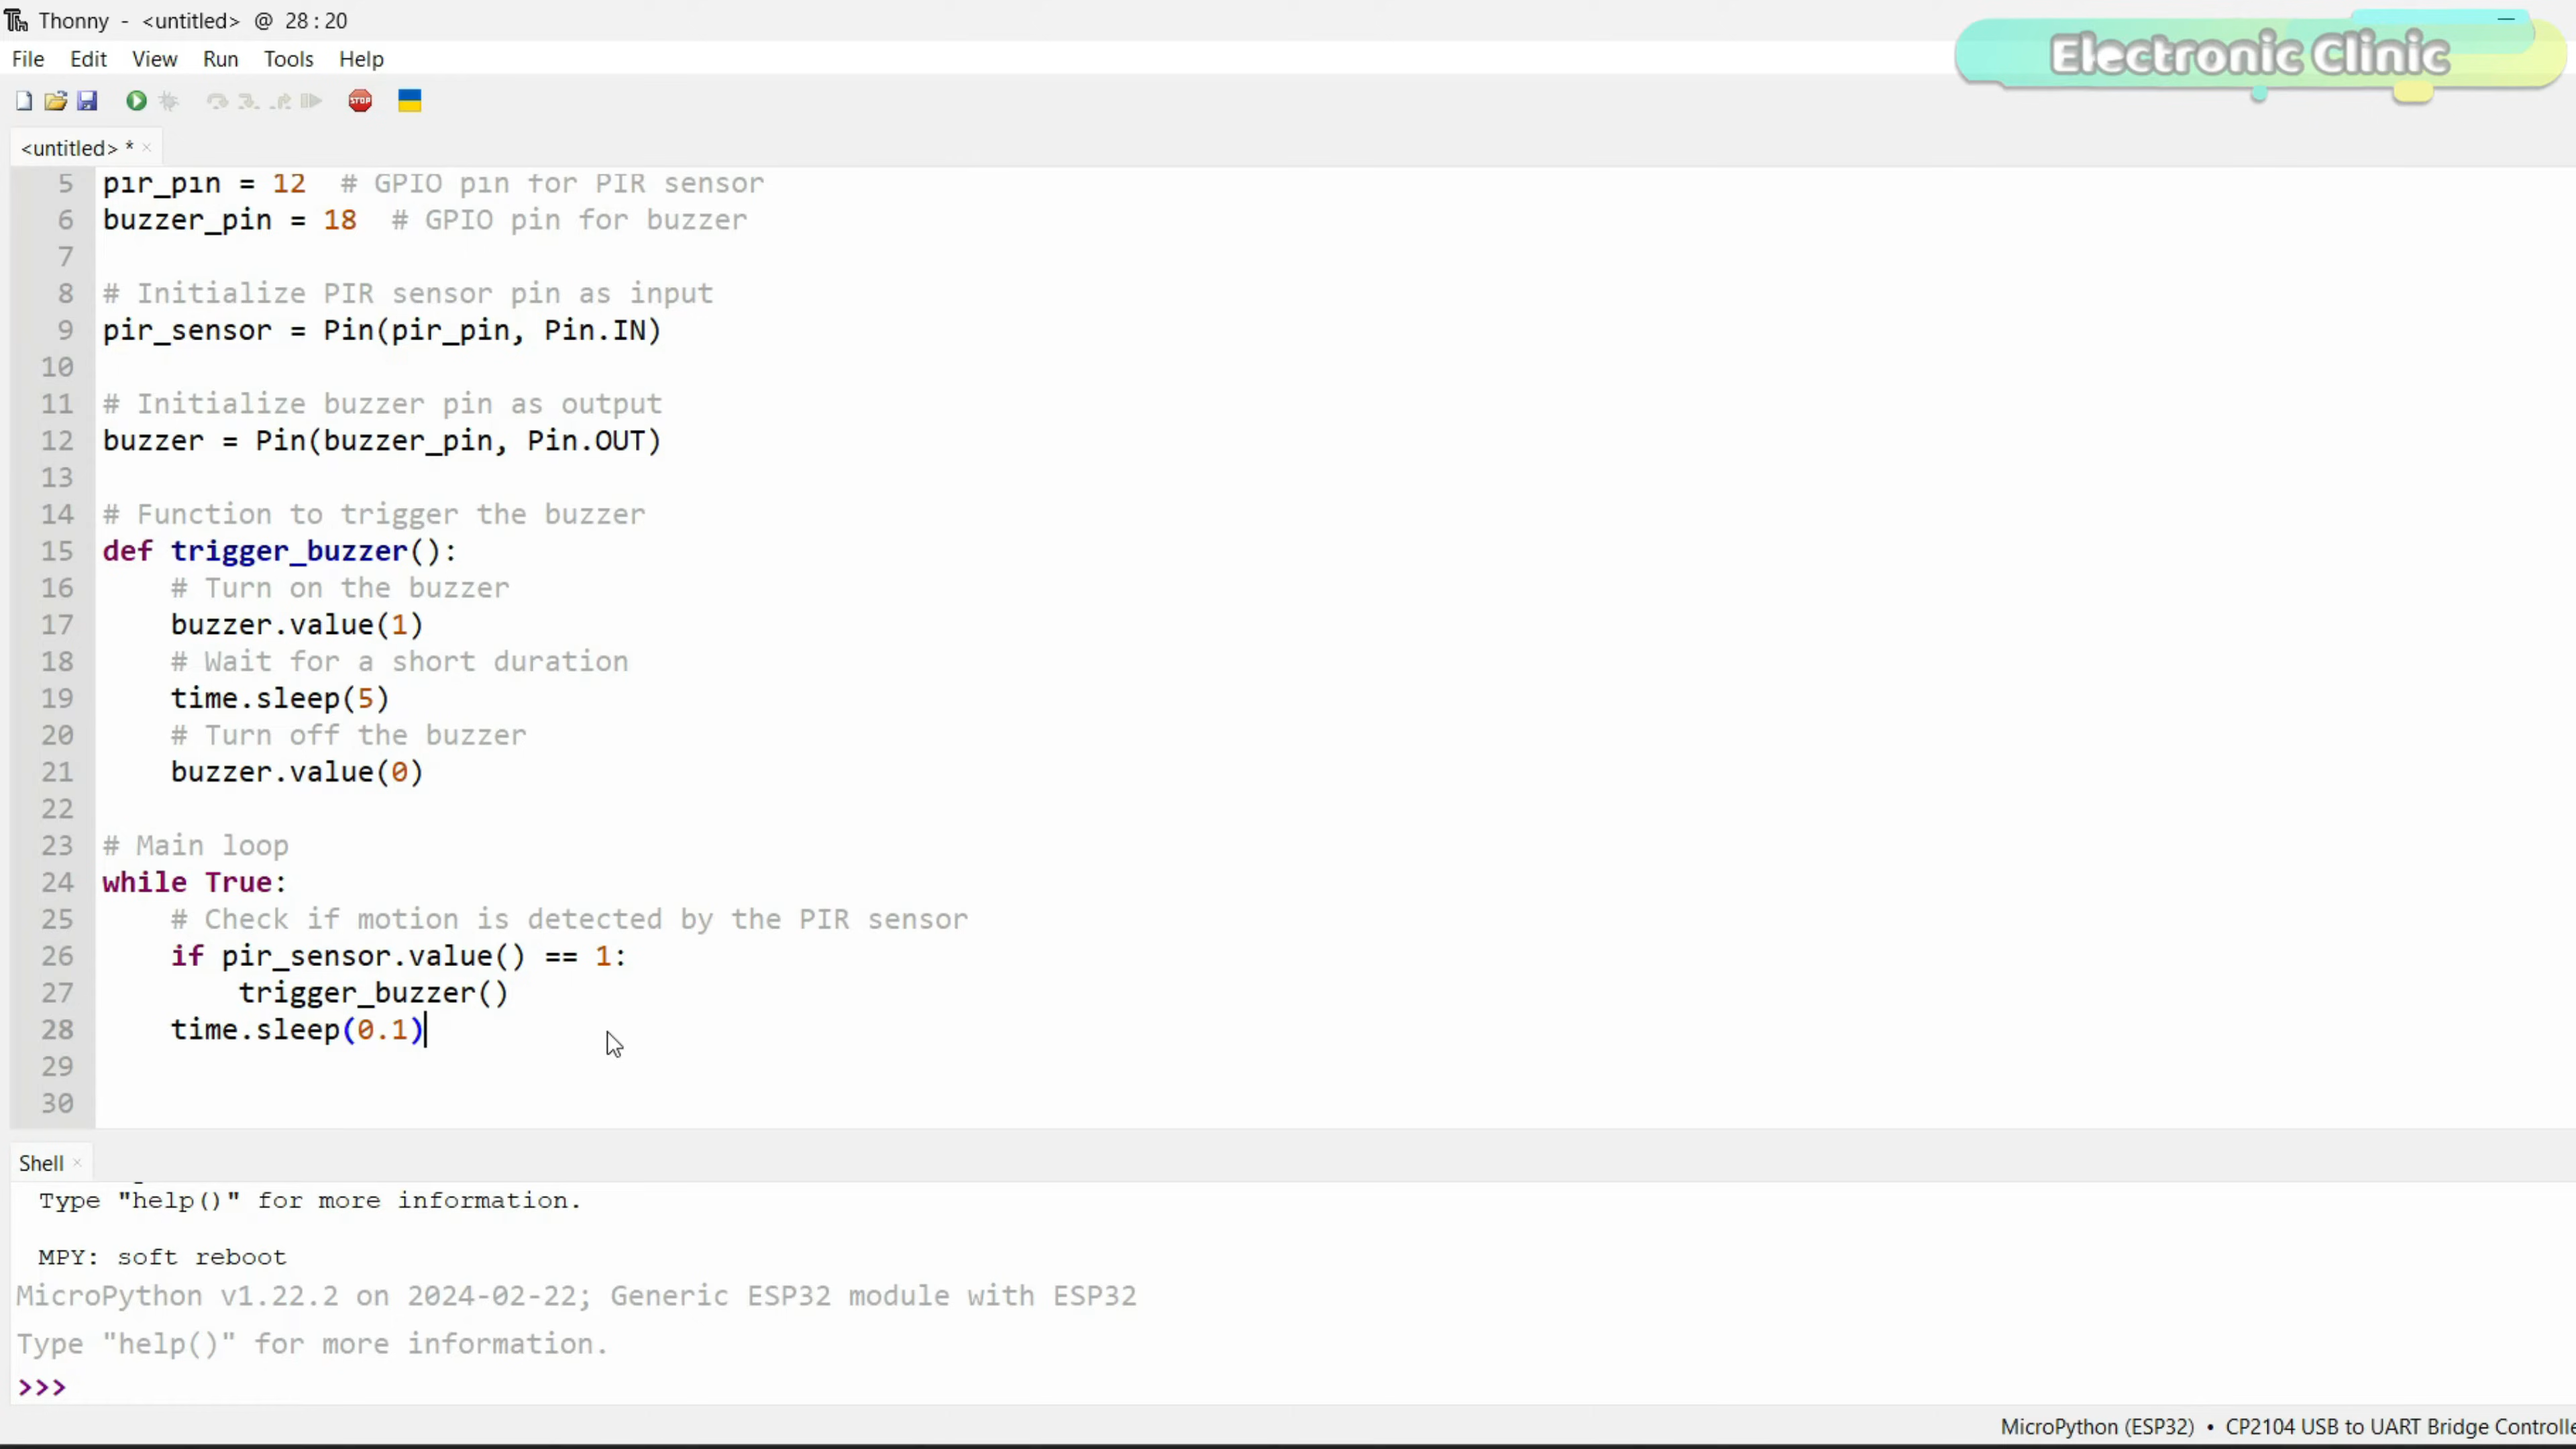 Thonny - <untitled> @ 28:20
Electronic Clinic
File Edit View Run Tools Help
STOP
<untitled> * ×
5 pir_pin = 12  # GPIO pin for PIR sensor
6 buzzer_pin = 18  # GPIO pin for buzzer
7
8 # Initialize PIR sensor pin as input
9 pir_sensor = Pin(pir_pin, Pin.IN)
10
11 # Initialize buzzer pin as output
12 buzzer = Pin(buzzer_pin, Pin.OUT)
13
14 # Function to trigger the buzzer
15 def trigger_buzzer():
16     # Turn on the buzzer
17     buzzer.value(1)
18     # Wait for a short duration
19     time.sleep(5)
20     # Turn off the buzzer
21     buzzer.value(0)
22
23 # Main loop
24 while True:
25     # Check if motion is detected by the PIR sensor
26     if pir_sensor.value() == 1:
27         trigger_buzzer()
28     time.sleep(0.1)
29
30
Shell ×
Type "help()" for more information.
MPY: soft reboot
MicroPython v1.22.2 on 2024-02-22; Generic ESP32 module with ESP32
Type "help()" for more information.
>>>
MicroPython (ESP32) • CP2104 USB to UART Bridge Controlle